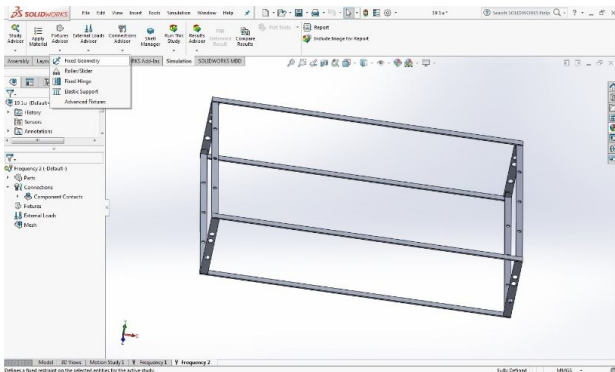 SOLIDWORKS File Edit View Insert Tools Simulation Window Help
19 1u *
Search SOLIDWORKS Help
Study Advisor
Apply Material
Fixtures Advisor
External Loads Advisor
Connections Advisor
Shell Manager
Run This Study
Results Advisor
Deformed Result
Compare Results
Plot Tools
Report
Include Image for Report
Assembly
Simulation SOLIDWORKS MBD
Fixed Geometry
Roller/Slider
Fixed Hinge
Elastic Support
Advanced Fixtures
History
Sensors
Annotations
Frequency 2 (-Default-)
Parts
Connections
Component Contacts
Fixtures
External Loads
Mesh
Model 3D Views Motion Study 1 Frequency 1 Frequency 2
Defines a fixed restraint on the selected entities for the active study.
Fully Defined MMGS